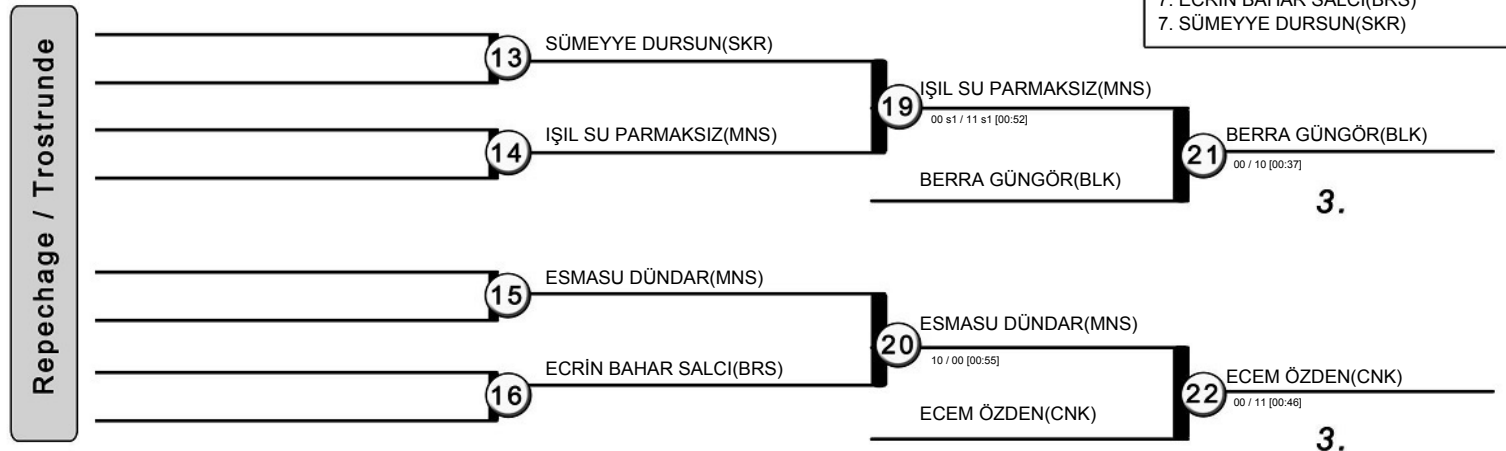 7. SÜMEYYE DURSUN(SKR)
Repechage / Trostrunde
13
SÜMEYYE DURSUN(SKR)
19
IŞIL SU PARMAKSIZ(MNS)
00 s1 / 11 s1 [00:52]
14
IŞIL SU PARMAKSIZ(MNS)
21
BERRA GÜNGÖR(BLK)
00 / 10 [00:37]
BERRA GÜNGÖR(BLK)
3.
15
ESMASU DÜNDAR(MNS)
20
ESMASU DÜNDAR(MNS)
10 / 00 [00:55]
16
ECRİN BAHAR SALCI(BRS)
22
ECEM ÖZDEN(CNK)
00 / 11 [00:46]
ECEM ÖZDEN(CNK)
3.